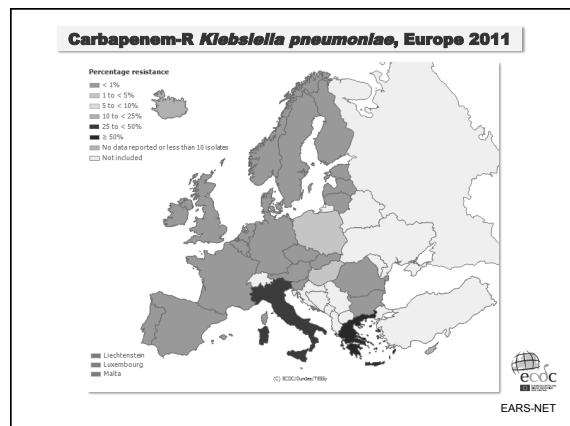 Carbapenem-R Klebsiella pneumoniae, Europe 2011
Percentage resistance
< 1%
1 to < 5%
5 to < 10%
10 to < 25%
25 to < 50%
≥ 50%
No data reported or less than 10 isolates
Not included
Liechtenstein
Luxembourg
Malta
(C) ECDC/Dundas/TESSy
ecdc
EARS-NET